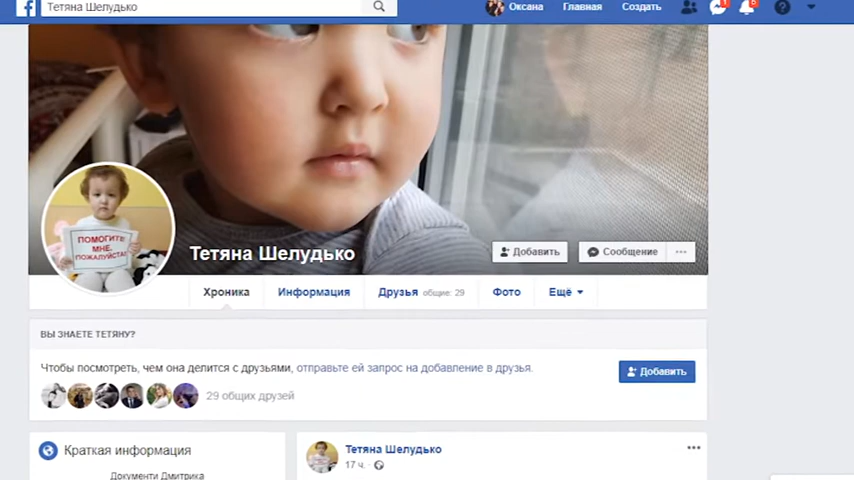 Тетяна Шелудько
Оксана Главная Создать
1
6
ПОМОГИТЕ
МНЕ,
ПОЖАЛУЙСТА!
Тетяна Шелудько
Добавить
Сообщение
Хроника Информация Друзья общие: 29 Фото Ещё
ВЫ ЗНАЕТЕ ТЕТЯНУ?
Чтобы посмотреть, чем она делится с друзьями, отправьте ей запрос на добавление в друзья.
Добавить
29 общих друзей
Краткая информация
Документи Дмитрика
Тетяна Шелудько
17 ч.